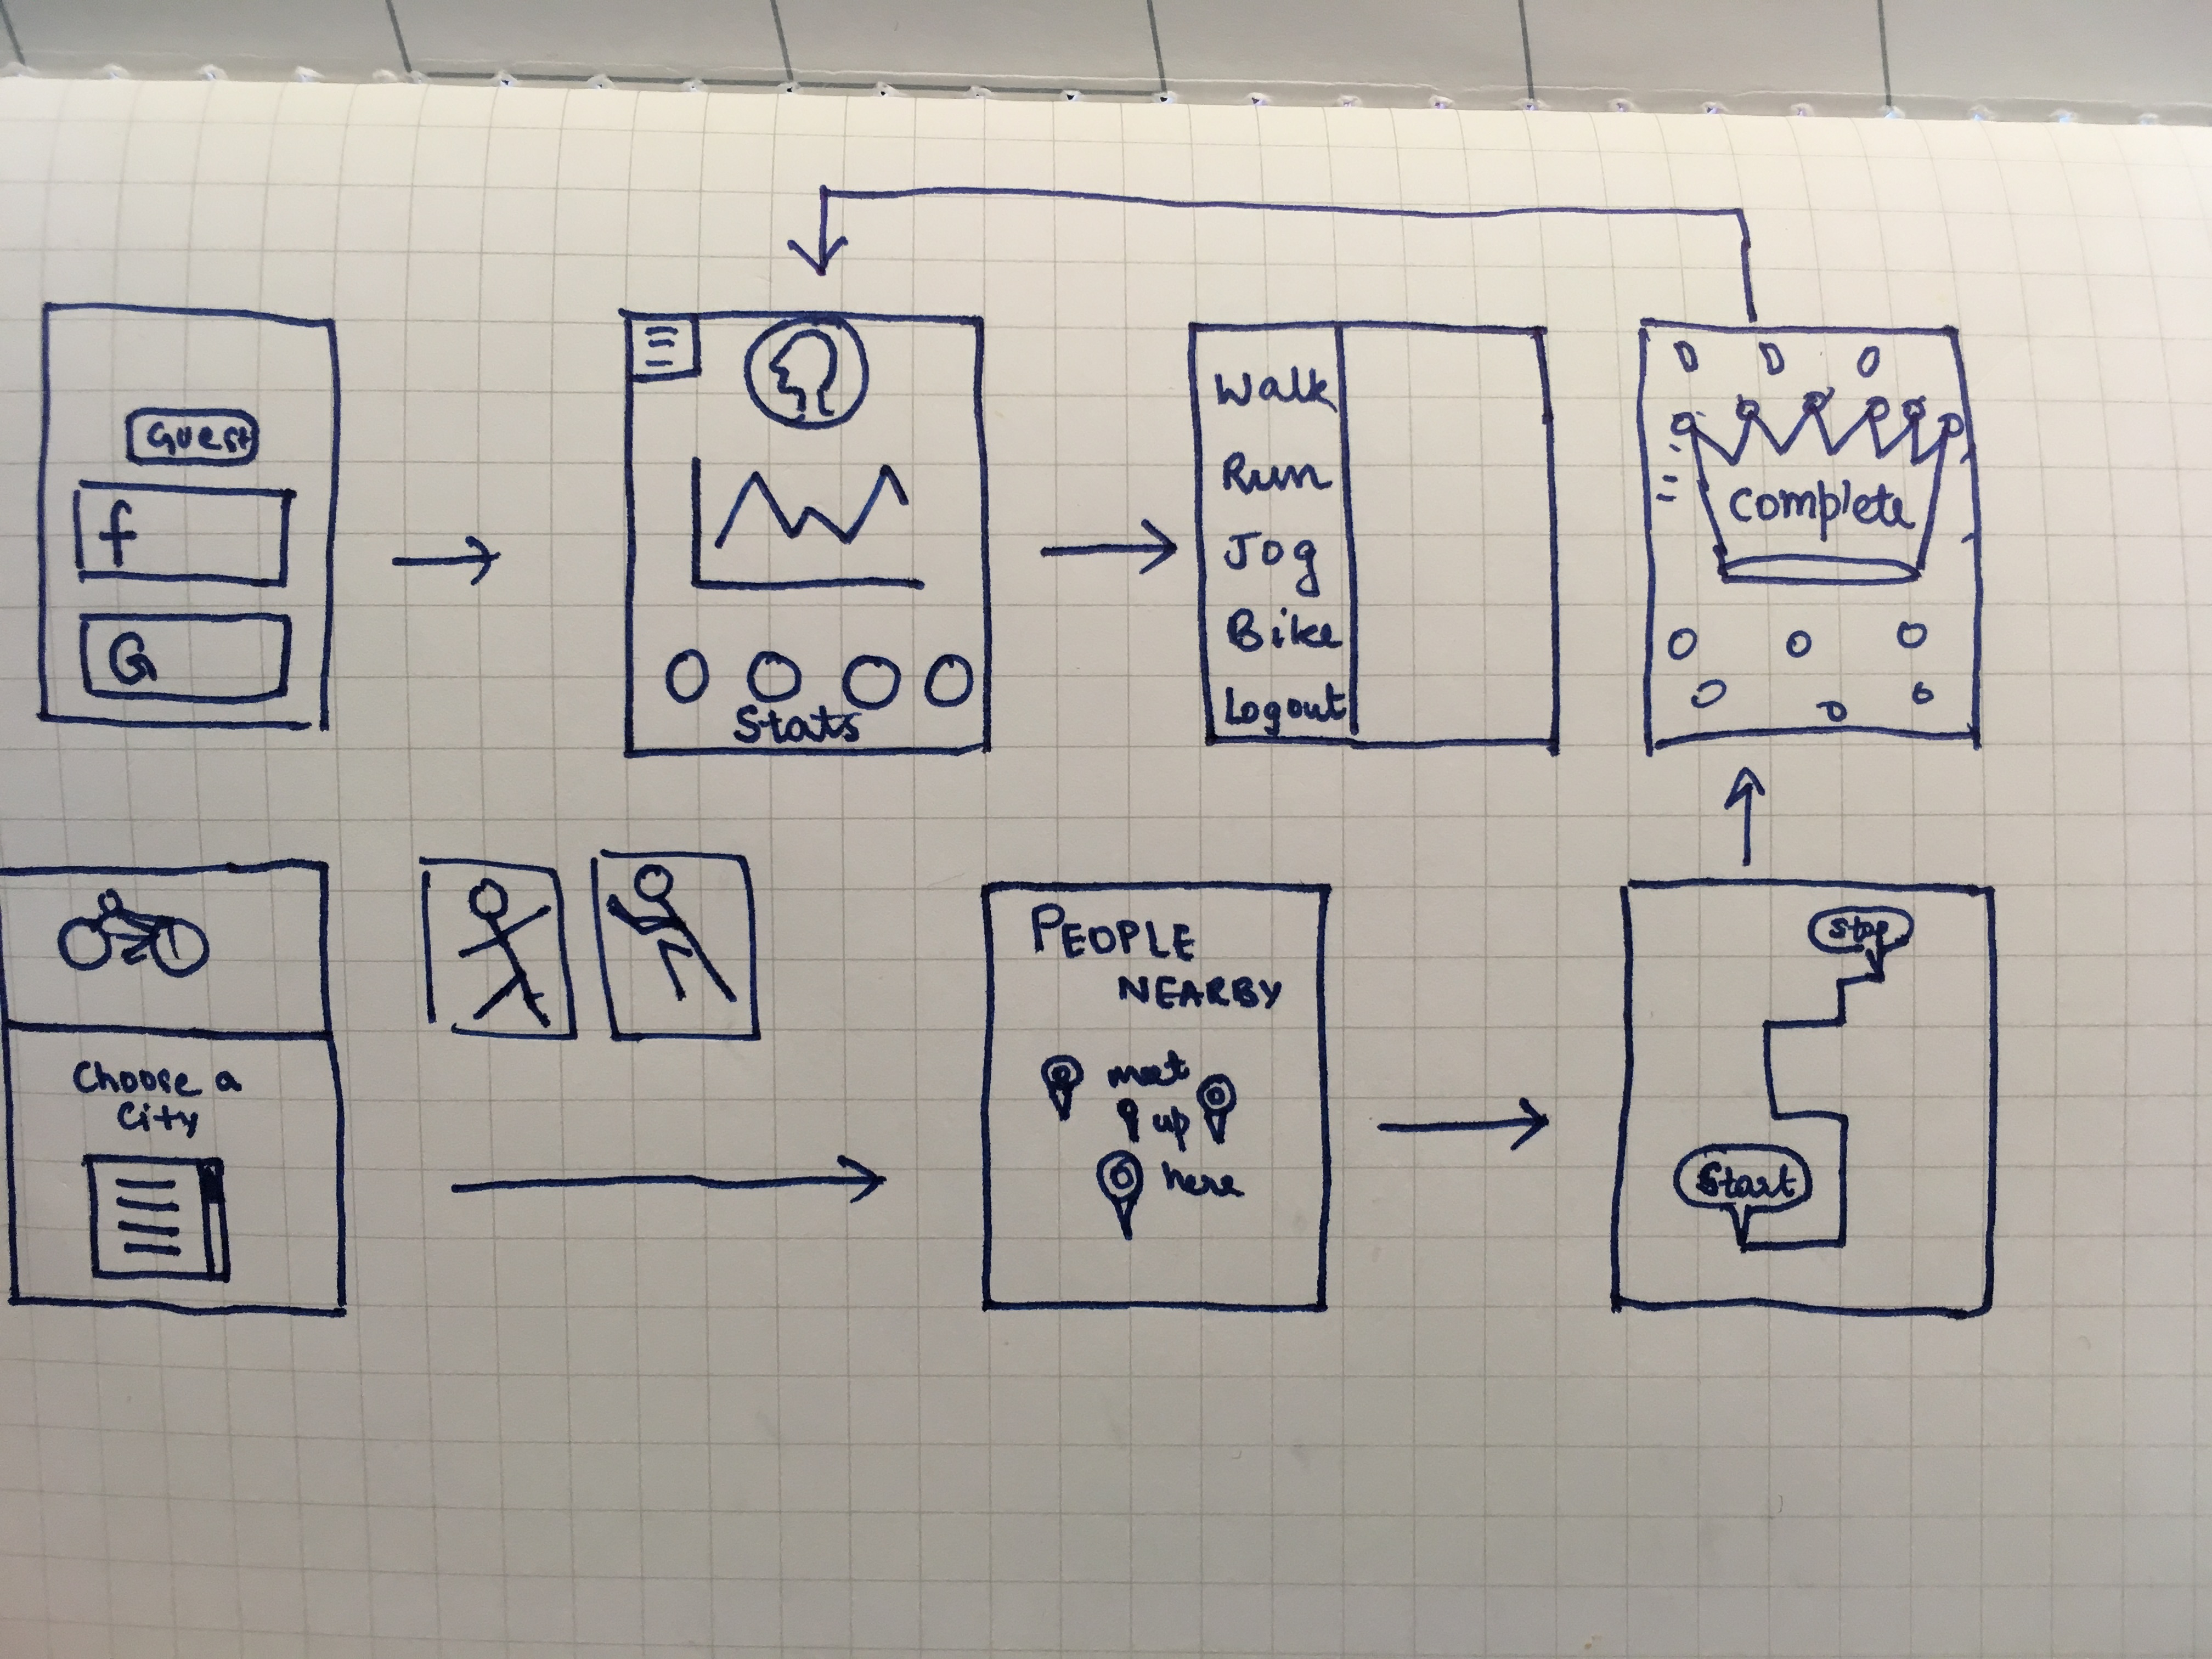 Guest
f
G
Stats
Walk
Run
Jog
Bike
Logout
complete
Choose a
City
PEOPLE
NEARBY
meet
up
here
Stop
Start